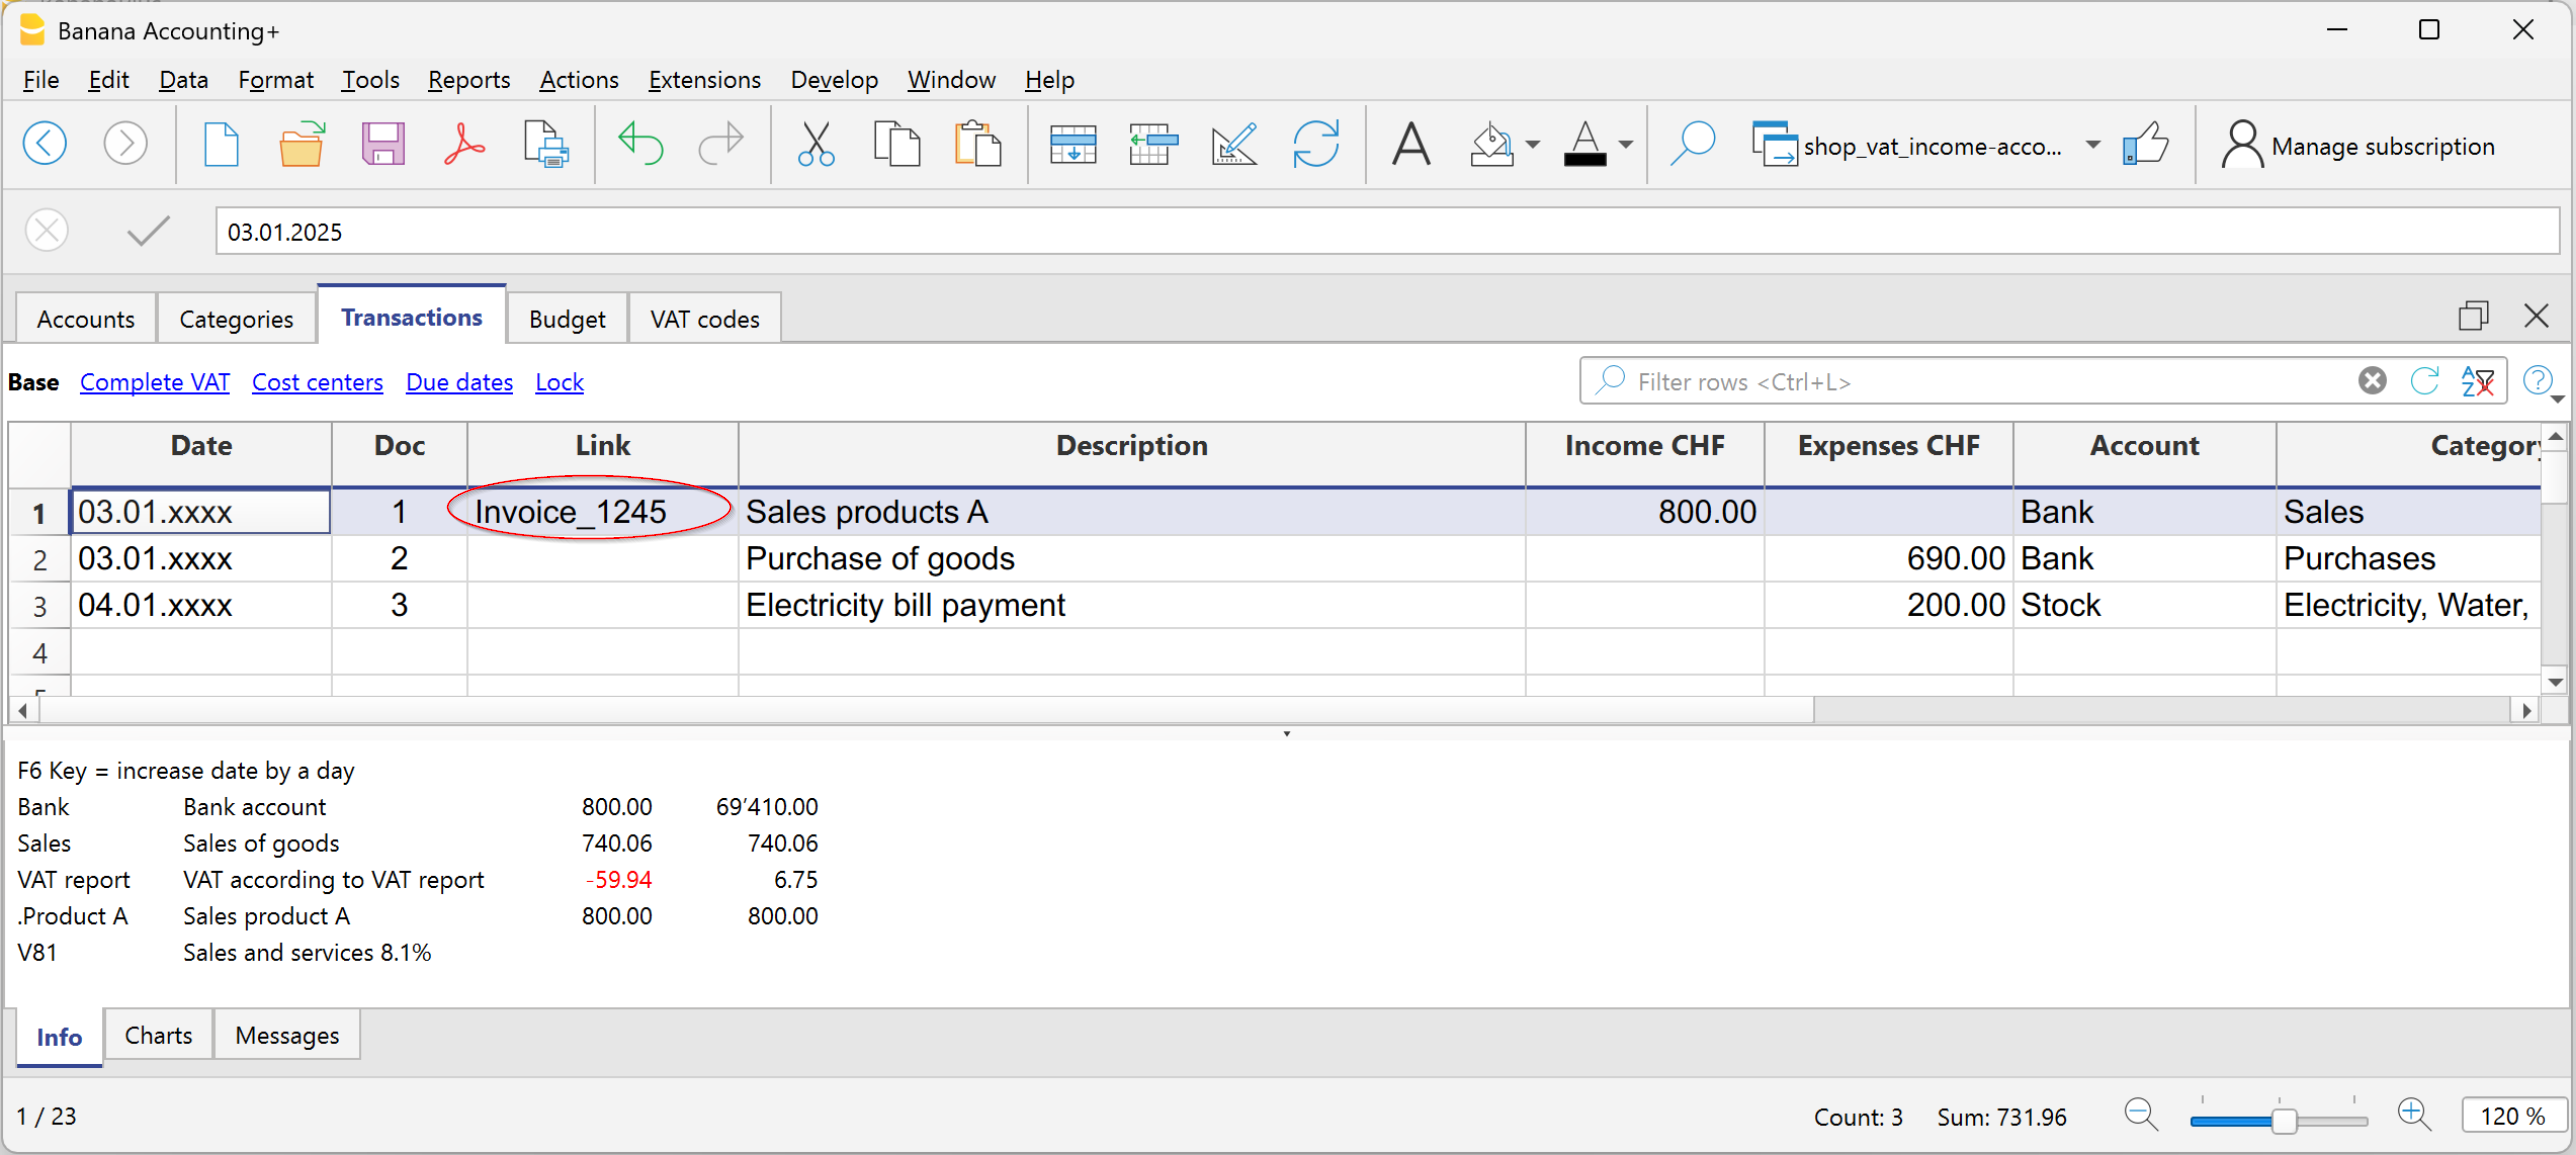 Banana Accounting+
File Edit Data Format Tools Reports Actions Extensions Develop Window Help
shop_vat_income-acco... Manage subscription
03.01.2025
Accounts Categories Transactions Budget VAT codes
Base Complete VAT Cost centers Due dates Lock Filter rows <Ctrl+L>
Date Doc Link Description Income CHF Expenses CHF Account Category
1 03.01.xxxx 1 Invoice_1245 Sales products A 800.00 Bank Sales
2 03.01.xxxx 2 Purchase of goods 690.00 Bank Purchases
3 04.01.xxxx 3 Electricity bill payment 200.00 Stock Electricity, Water,
4
5
F6 Key = increase date by a day
Bank Bank account 800.00 69’410.00
Sales Sales of goods 740.06 740.06
VAT report VAT according to VAT report -59.94 6.75
.Product A Sales product A 800.00 800.00
V81 Sales and services 8.1%
Info Charts Messages
1 / 23 Count: 3 Sum: 731.96 120 %